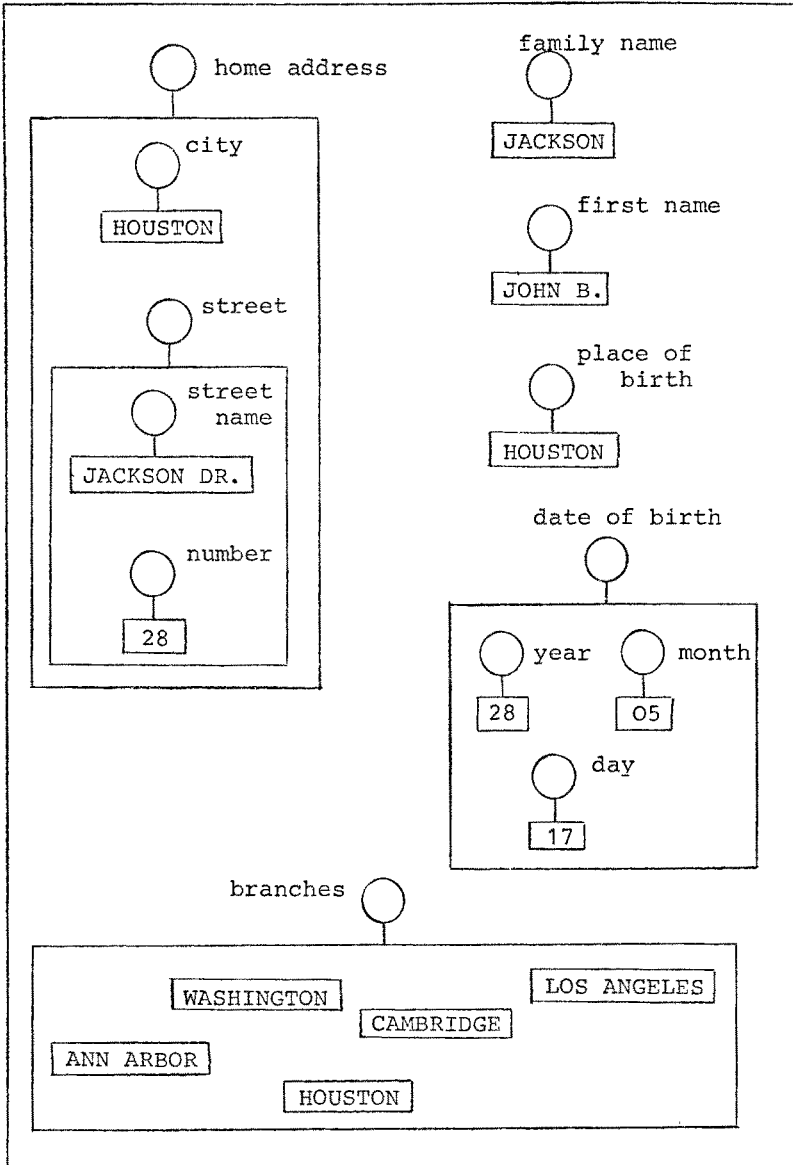 home address
city
HOUSTON
street
street
name
JACKSON DR.
number
28
family name
JACKSON
first name
JOHN B.
place of
birth
HOUSTON
date of birth
year
28
month
05
day
17
branches
WASHINGTON
LOS ANGELES
CAMBRIDGE
ANN ARBOR
HOUSTON